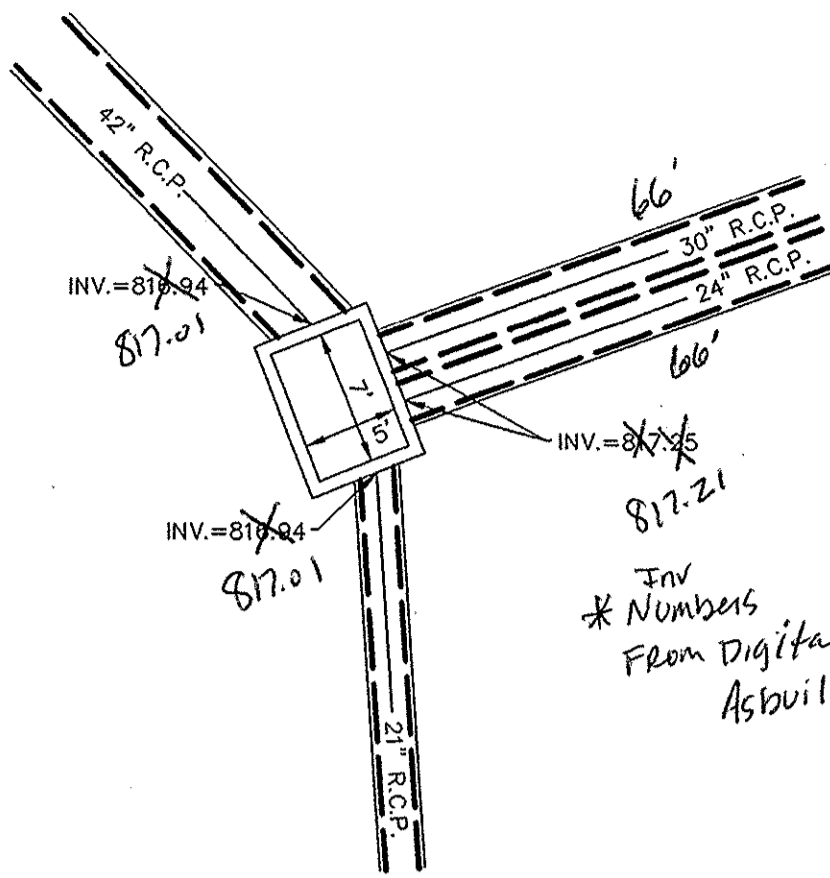 42" R.C.P.
66'
30" R.C.P.
24" R.C.P.
66'
INV.=816.94
817.01
7'
5'
INV.=817.25
817.21
INV.=816.94
817.01
Inv
* Numbers
From Digita
Asbuil
21" R.C.P.